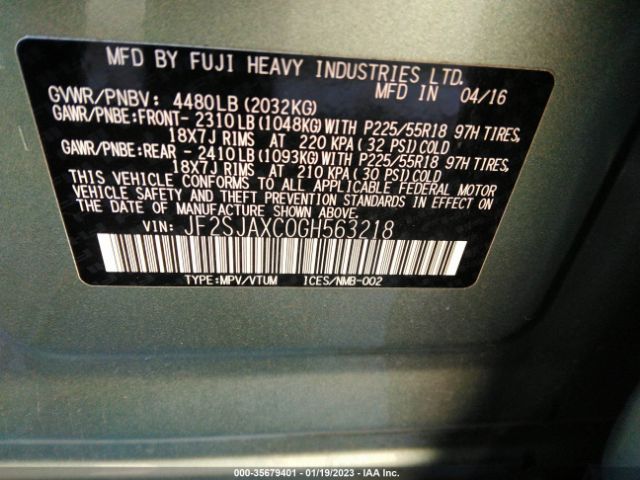 MFD BY FUJI HEAVY INDUSTRIES LTD.
MFD IN 04/16
GVWR/PNBV: 4480LB (2032KG)
GAWR/PNBE:FRONT- 2310LB (1048KG) WITH P225/55R18 97H TIRES,
18X7J RIMS AT 220 KPA ( 32 PSI) COLD
GAWR/PNBE:REAR - 2410LB (1093KG) WITH P225/55R18 97H TIRES,
18X7J RIMS AT 210 KPA ( 30 PSI) COLD
THIS VEHICLE CONFORMS TO ALL APPLICABLE FEDERAL MOTOR
VEHICLE SAFETY AND THEFT PREVENTION STANDARDS IN EFFECT ON
THE DATE OF MANUFACTURE SHOWN ABOVE.
VIN: JF2SJAXC0GH563218
TYPE:MPV/VTUM ICES/NMB-002
000-35679401 - 01/19/2023 - IAA Inc.